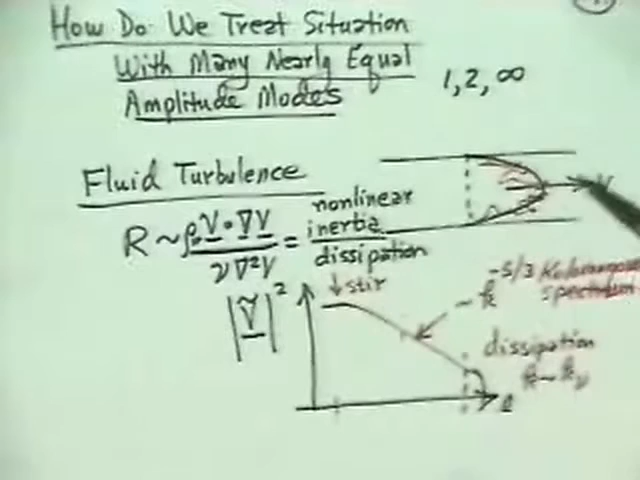 How Do We Treat Situation
With Many Nearly Equal
Amplitude Modes
1, 2, ∞
Fluid Turbulence
R ~ ρ V · ∇V / ν∇²V = nonlinear inertia / dissipation
↓ stir
|Ṽ|²
~ k^-5/3 Kolmogorov
spectrum
dissipation
k ~ k_ν